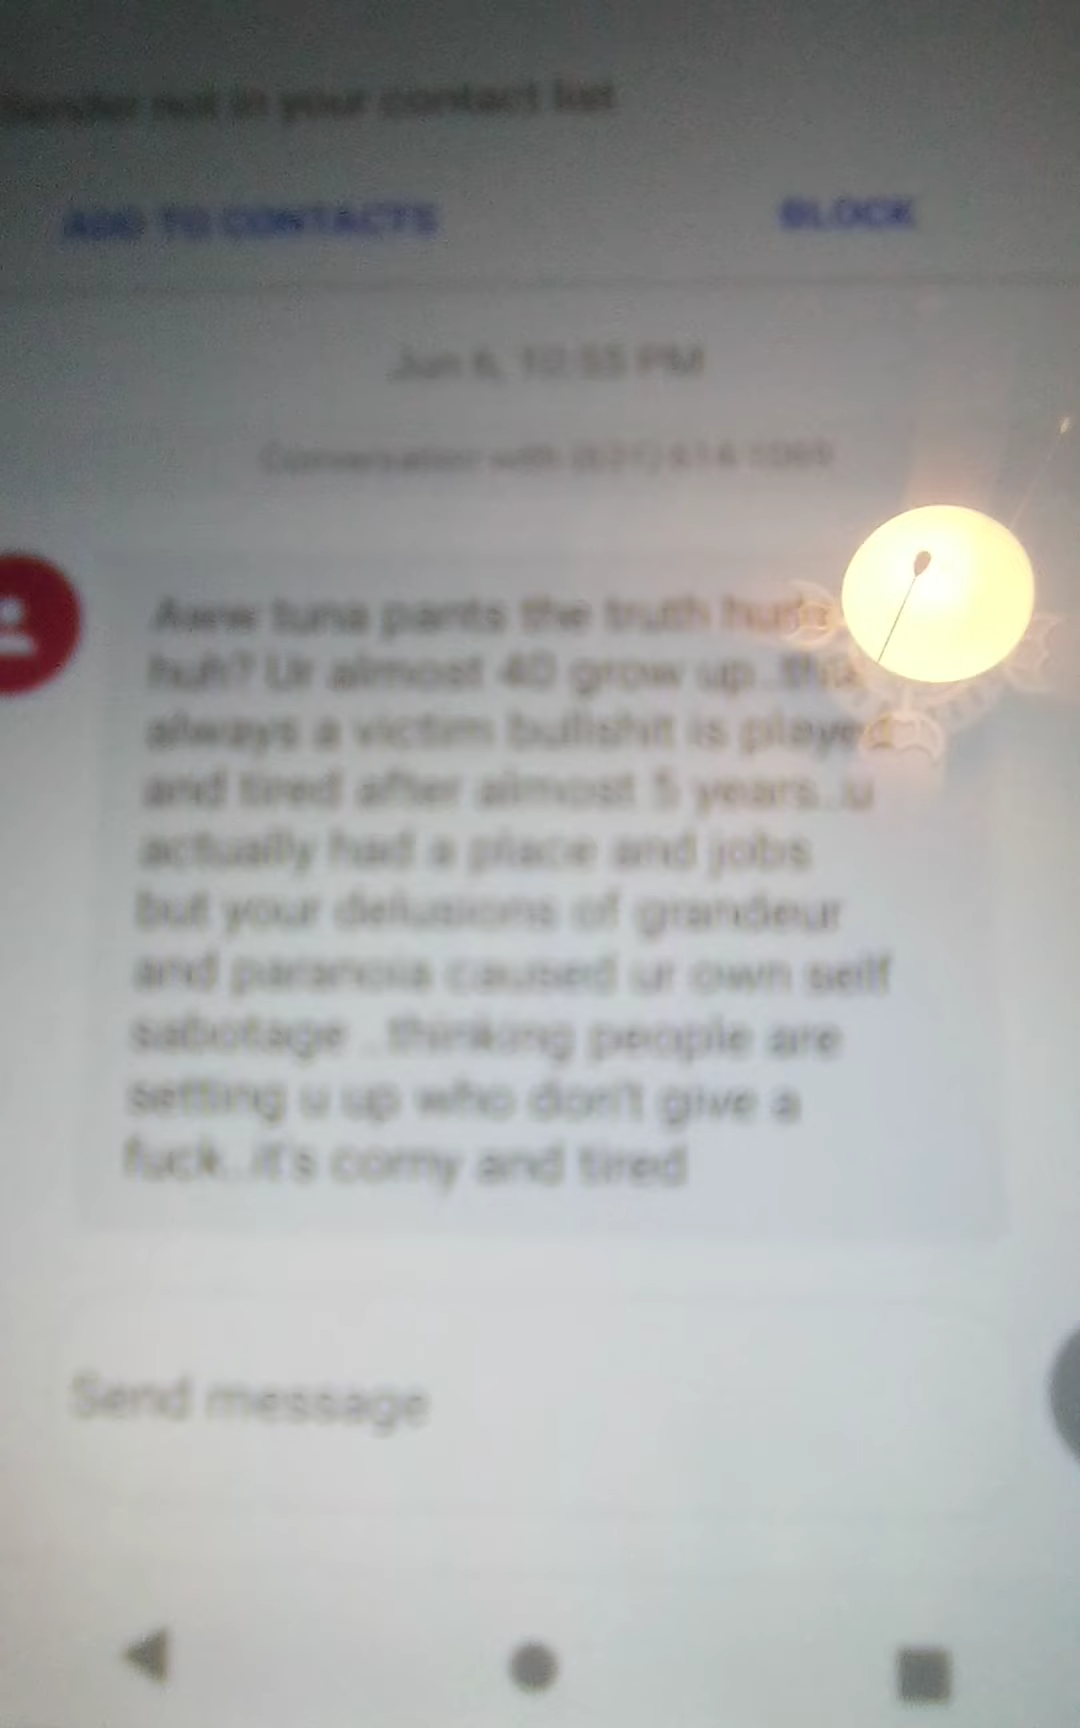 Sender not in your contact list
ADD TO CONTACTS
BLOCK
Jun 6, 10:55 PM
Conversation with (631)
Aww tuna pants the truth hurts
huh? Ur almost 40 grow up..this
always a victim bullshit is played
and tired after almost 5 years..u
actually had a place and jobs
but your delusions of grandeur
and paranoia caused ur own self
sabotage ..thinking people are
setting u up who don't give a
fuck..it's corny and tired
Send message